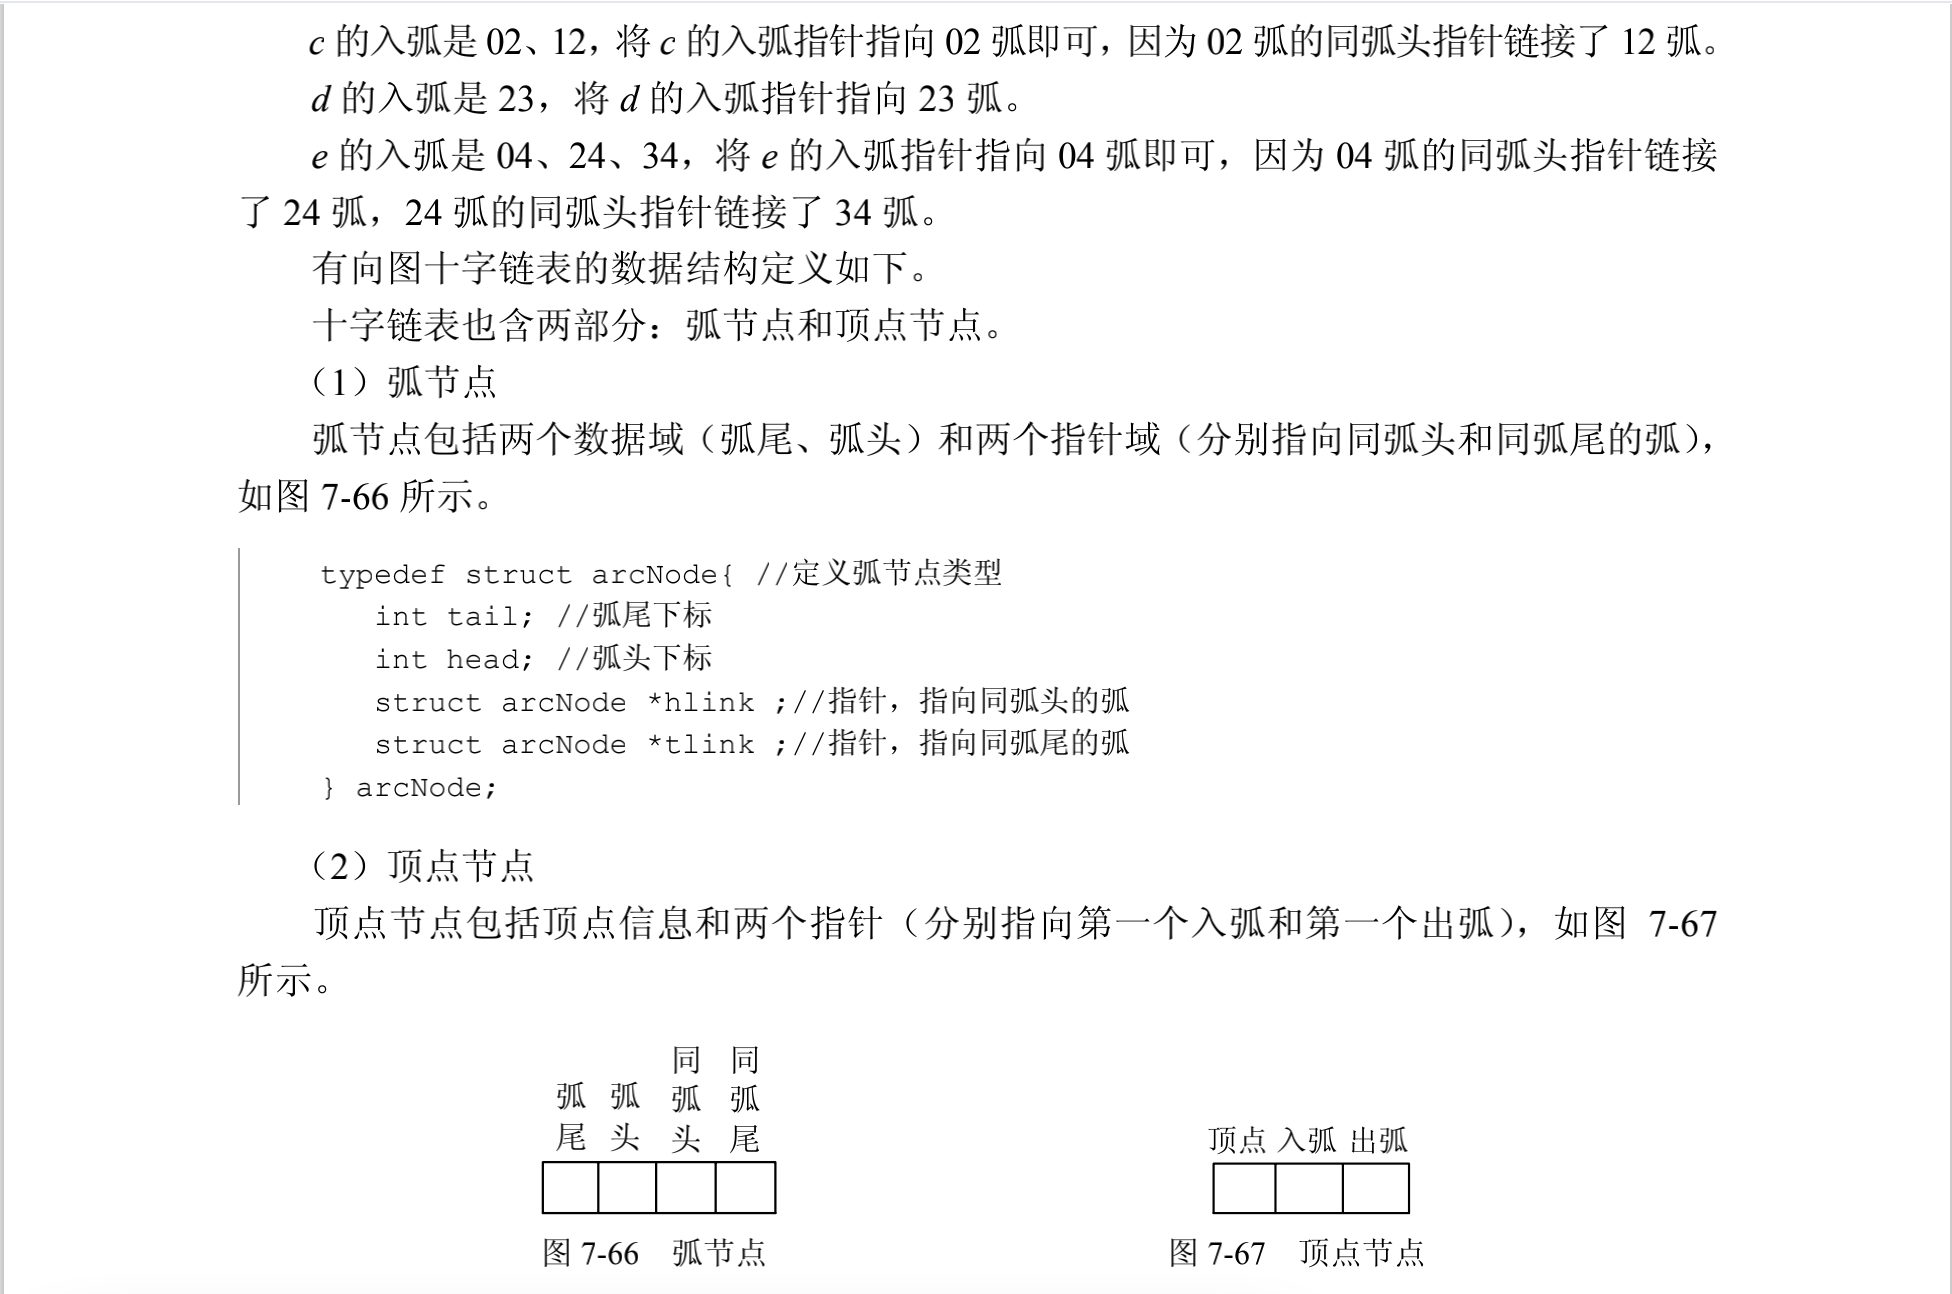 c 的入弧是 02、12，将 c 的入弧指针指向 02 弧即可，因为 02 弧的同弧头指针链接了 12 弧。
d 的入弧是 23，将 d 的入弧指针指向 23 弧。
e 的入弧是 04、24、34，将 e 的入弧指针指向 04 弧即可，因为 04 弧的同弧头指针链接
了 24 弧，24 弧的同弧头指针链接了 34 弧。
有向图十字链表的数据结构定义如下。
十字链表也含两部分：弧节点和顶点节点。
（1）弧节点
弧节点包括两个数据域（弧尾、弧头）和两个指针域（分别指向同弧头和同弧尾的弧），
如图 7-66 所示。
typedef struct arcNode{ //定义弧节点类型
int tail; //弧尾下标
int head; //弧头下标
struct arcNode *hlink ;//指针，指向同弧头的弧
struct arcNode *tlink ;//指针，指向同弧尾的弧
} arcNode;
（2）顶点节点
顶点节点包括顶点信息和两个指针（分别指向第一个入弧和第一个出弧），如图 7-67
所示。
弧尾 弧头 同弧头 同弧尾
顶点 入弧 出弧
图 7-66 弧节点
图 7-67 顶点节点